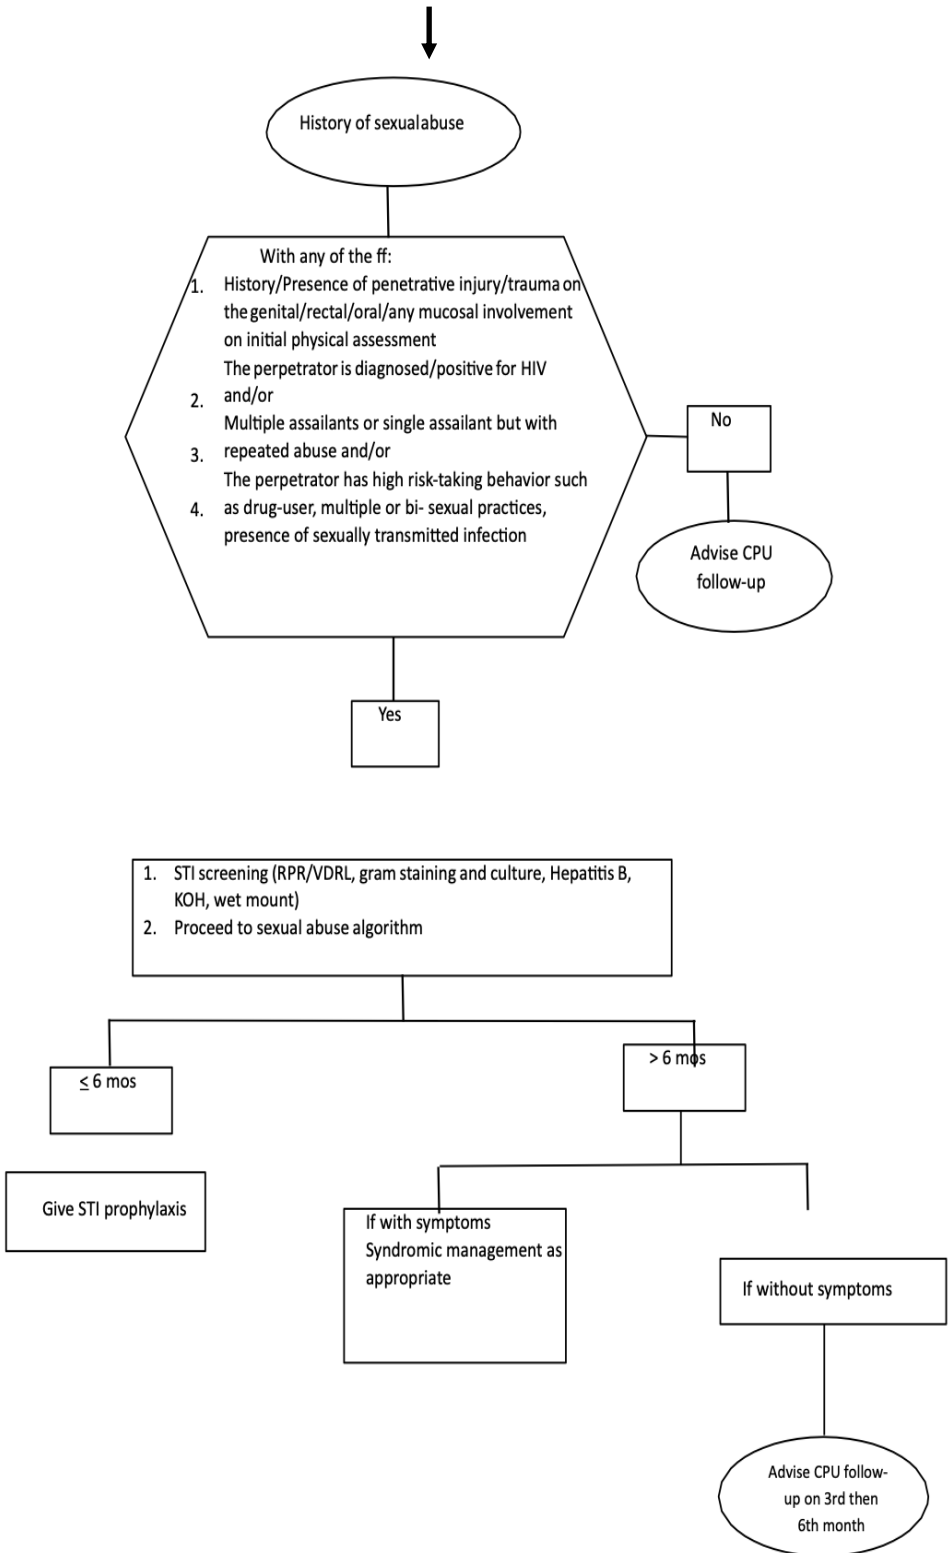 History of sexualabuse
With any of the ff:
1. History/Presence of penetrative injury/trauma on
the genital/rectal/oral/any mucosal involvement
on initial physical assessment
The perpetrator is diagnosed/positive for HIV
2. and/or
Multiple assailants or single assailant but with
3. repeated abuse and/or
The perpetrator has high risk-taking behavior such
4. as drug-user, multiple or bi- sexual practices,
presence of sexually transmitted infection
No
Advise CPU
follow-up
Yes
1. STI screening (RPR/VDRL, gram staining and culture, Hepatitis B,
KOH, wet mount)
2. Proceed to sexual abuse algorithm
≤ 6 mos
> 6 mos
Give STI prophylaxis
If with symptoms
Syndromic management as
appropriate
If without symptoms
Advise CPU follow-
up on 3rd then
6th month